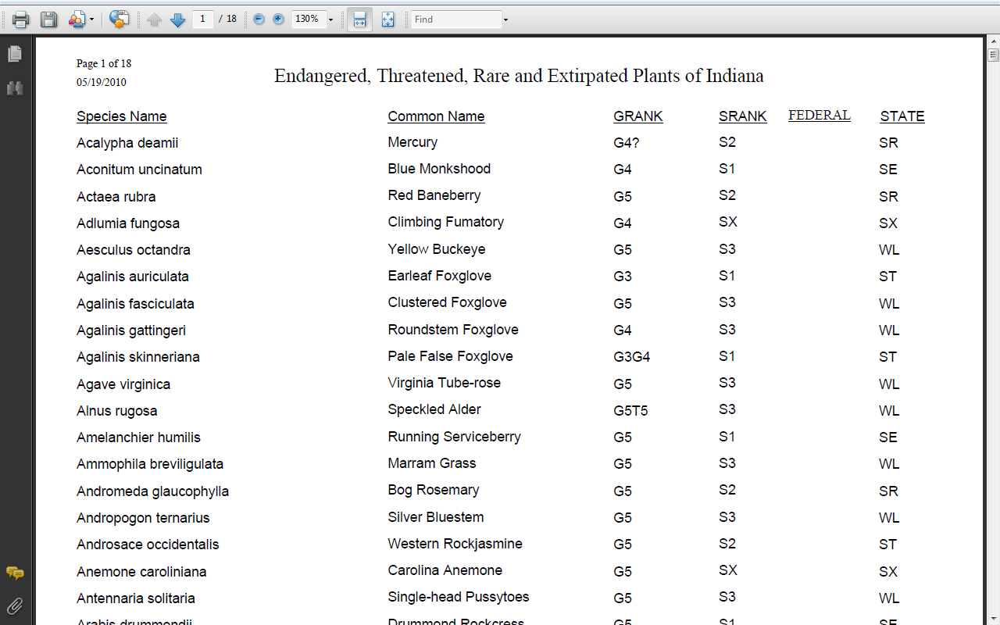 1 / 18 130% Find
Page 1 of 18
05/19/2010
Endangered, Threatened, Rare and Extirpated Plants of Indiana
Species Name Common Name GRANK SRANK FEDERAL STATE
Acalypha deamii Mercury G4? S2 SR
Aconitum uncinatum Blue Monkshood G4 S1 SE
Actaea rubra Red Baneberry G5 S2 SR
Adlumia fungosa Climbing Fumatory G4 SX SX
Aesculus octandra Yellow Buckeye G5 S3 WL
Agalinis auriculata Earleaf Foxglove G3 S1 ST
Agalinis fasciculata Clustered Foxglove G5 S3 WL
Agalinis gattingeri Roundstem Foxglove G4 S3 WL
Agalinis skinneriana Pale False Foxglove G3G4 S1 ST
Agave virginica Virginia Tube-rose G5 S3 WL
Alnus rugosa Speckled Alder G5T5 S3 WL
Amelanchier humilis Running Serviceberry G5 S1 SE
Ammophila breviligulata Marram Grass G5 S3 WL
Andromeda glaucophylla Bog Rosemary G5 S2 SR
Andropogon ternarius Silver Bluestem G5 S3 WL
Androsace occidentalis Western Rockjasmine G5 S2 ST
Anemone caroliniana Carolina Anemone G5 SX SX
Antennaria solitaria Single-head Pussytoes G5 S3 WL
Arabis drummondii Drummond Rockcress G5 S1 SE